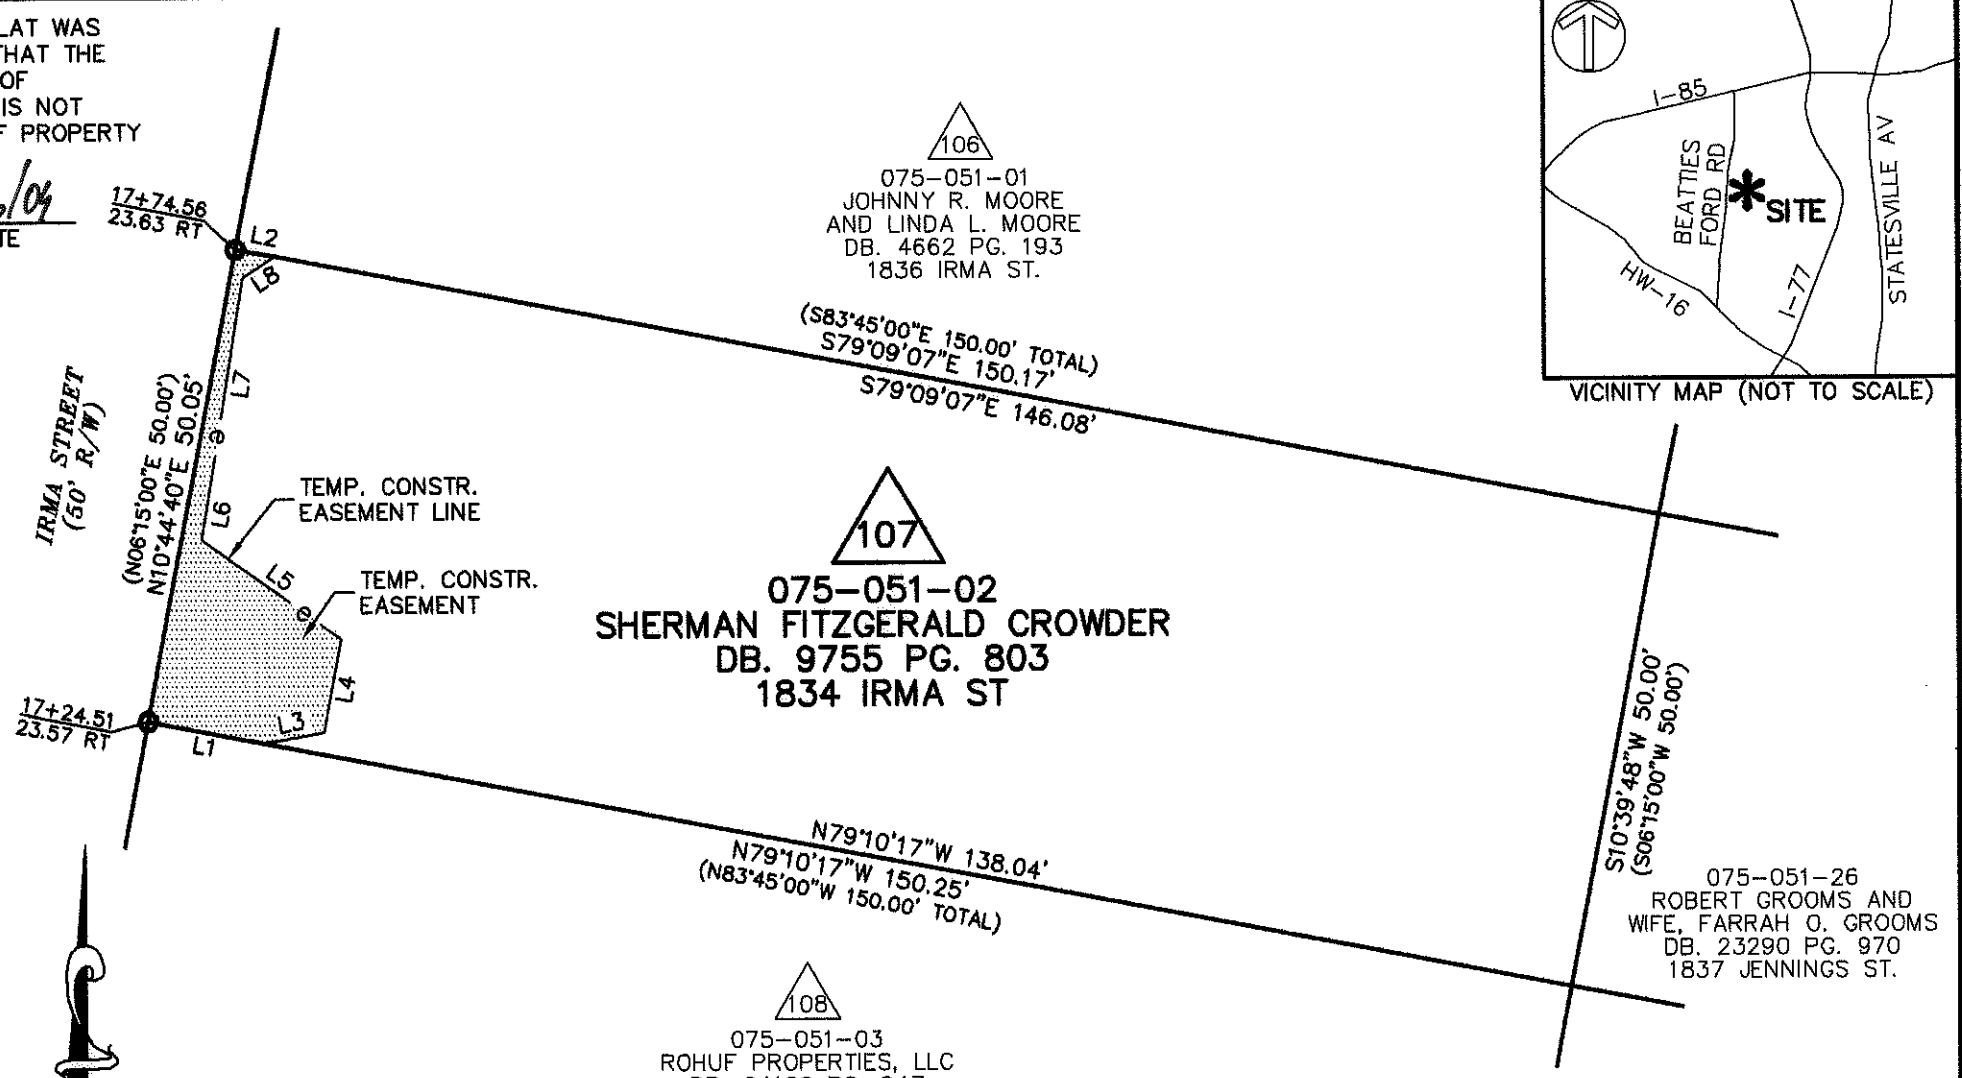 LAT WAS
THAT THE
OF
IS NOT
F PROPERTY
/04
TE
17+74.56
23.63 RT
L2
L8
106
075-051-01
JOHNNY R. MOORE
AND LINDA L. MOORE
DB. 4662 PG. 193
1836 IRMA ST.
I-85
BEATTIES
FORD RD
SITE
HW-16
I-77
STATESVILLE AV
VICINITY MAP (NOT TO SCALE)
(S83°45'00"E 150.00' TOTAL)
S79°09'07"E 150.17'
S79°09'07"E 146.08'
IRMA STREET
(50' R/W)
(N06°15'00"E 50.00')
N10°44'40"E 50.05'
L7
e
L6
TEMP. CONSTR.
EASEMENT LINE
L5
e
TEMP. CONSTR.
EASEMENT
L4
L3
L1
17+24.51
23.57 RT
107
075-051-02
SHERMAN FITZGERALD CROWDER
DB. 9755 PG. 803
1834 IRMA ST
S10°39'48"W 50.00'
(S06°15'00"W 50.00')
N79°10'17"W 138.04'
N79°10'17"W 150.25'
(N83°45'00"W 150.00' TOTAL)
075-051-26
ROBERT GROOMS AND
WIFE, FARRAH O. GROOMS
DB. 23290 PG. 970
1837 JENNINGS ST.
108
075-051-03
ROHUF PROPERTIES, LLC